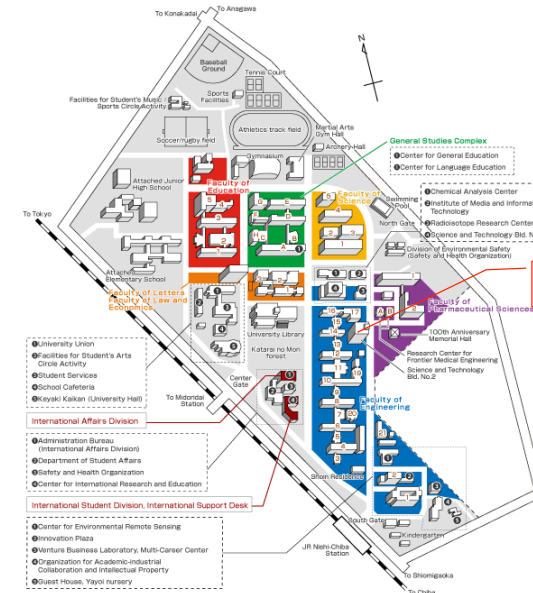 To Anagawa
To Konakadai
N
Baseball
Ground
Tennis Court
Sports
Facilities
Facilities for Student's Music /
Sports Circle Activity
Soccer/rugby field
Athletics track field
Martial Arts
Gym Hall
Archery-Hall
Gymnasium
General Studies Complex
❶Center for General Education
❶Center for Language Education
Attached Junior
High School
Faculty of
Education
Faculty of
Science
Swimming
Pool
North Gate
❶Chemical Analysis Center
❷Institute of Media and Informat
Technology
❸Radioisotope Research Center
❹Science and Technology Bld. N
Division of Environmental Safety
(Safety and Health Organization)
To Tokyo
Attached
Elementary School
Faculty of Letters
Faculty of Law and
Economics
Faculty of
Pharmaceutical Sciences
University Library
100th Anniversary
Memorial Hall
Katarai no Mori
forest
Research Center for
Frontier Medical Engineering
Science and Technology
Bld. No.2
❶University Union
❷Facilities for Student's Arts
Circle Activity
❸Student Services
❹School Cafeteria
❺Keyaki Kaikan (University Hall)
Center
Gate
To Midoridai
Station
Faculty of
Engineering
International Affairs Division
❶Administration Bureau
(International Affairs Division)
❷Department of Student Affairs
❸Safety and Health Organization
❹Center for International Research and Education
International Student Division, International Support Desk
Shoin Residence
❶Center for Environmental Remote Sensing
❷Innovation Plaza
❸Venture Business Laboratory, Multi-Career Center
❹Organization for Academic-industrial
Collaboration and Intellectual Property
❺Guest House, Yayoi nursery
South Gate
Kindergarten
JR Nishi-Chiba
Station
To Shiomigaoka
To Chiba